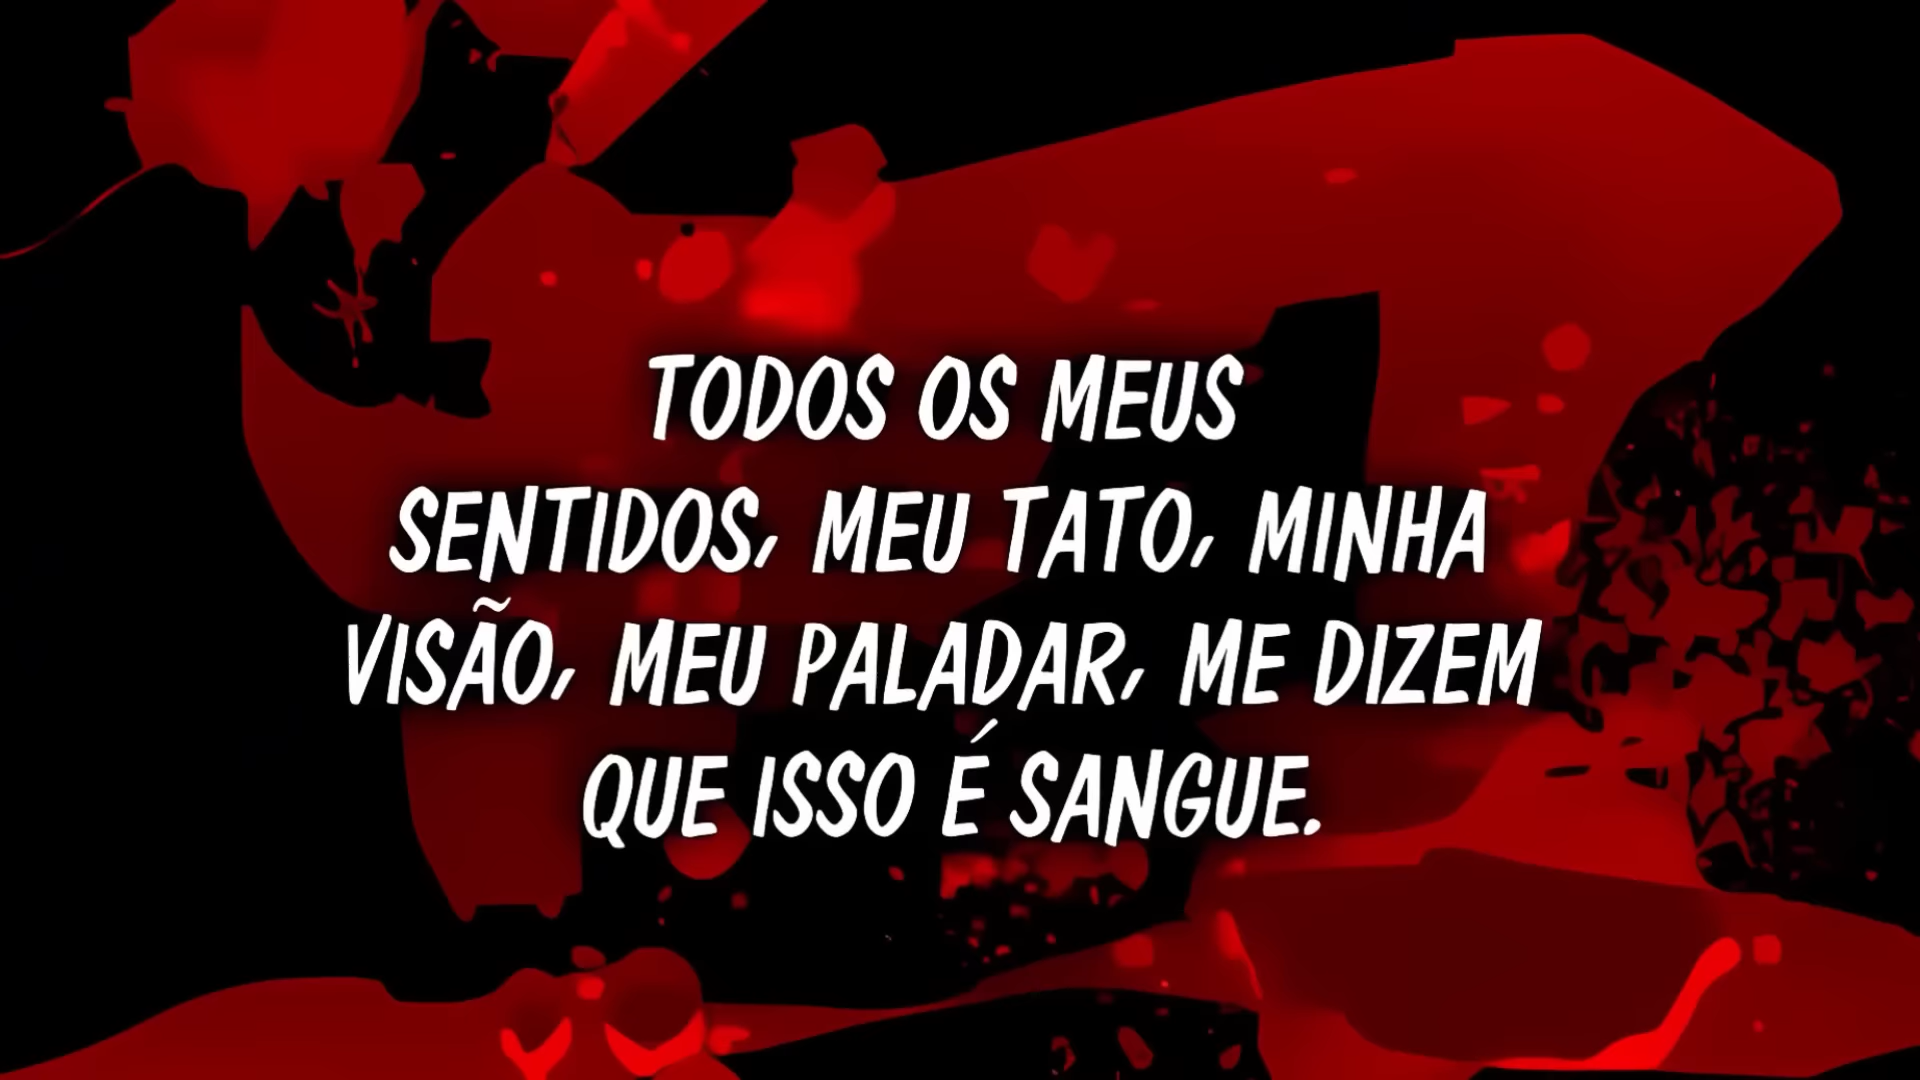 TODOS OS MEUS
SENTIDOS, MEU TATO, MINHA
VISÃO, MEU PALADAR, ME DIZEM
QUE ISSO É SANGUE.